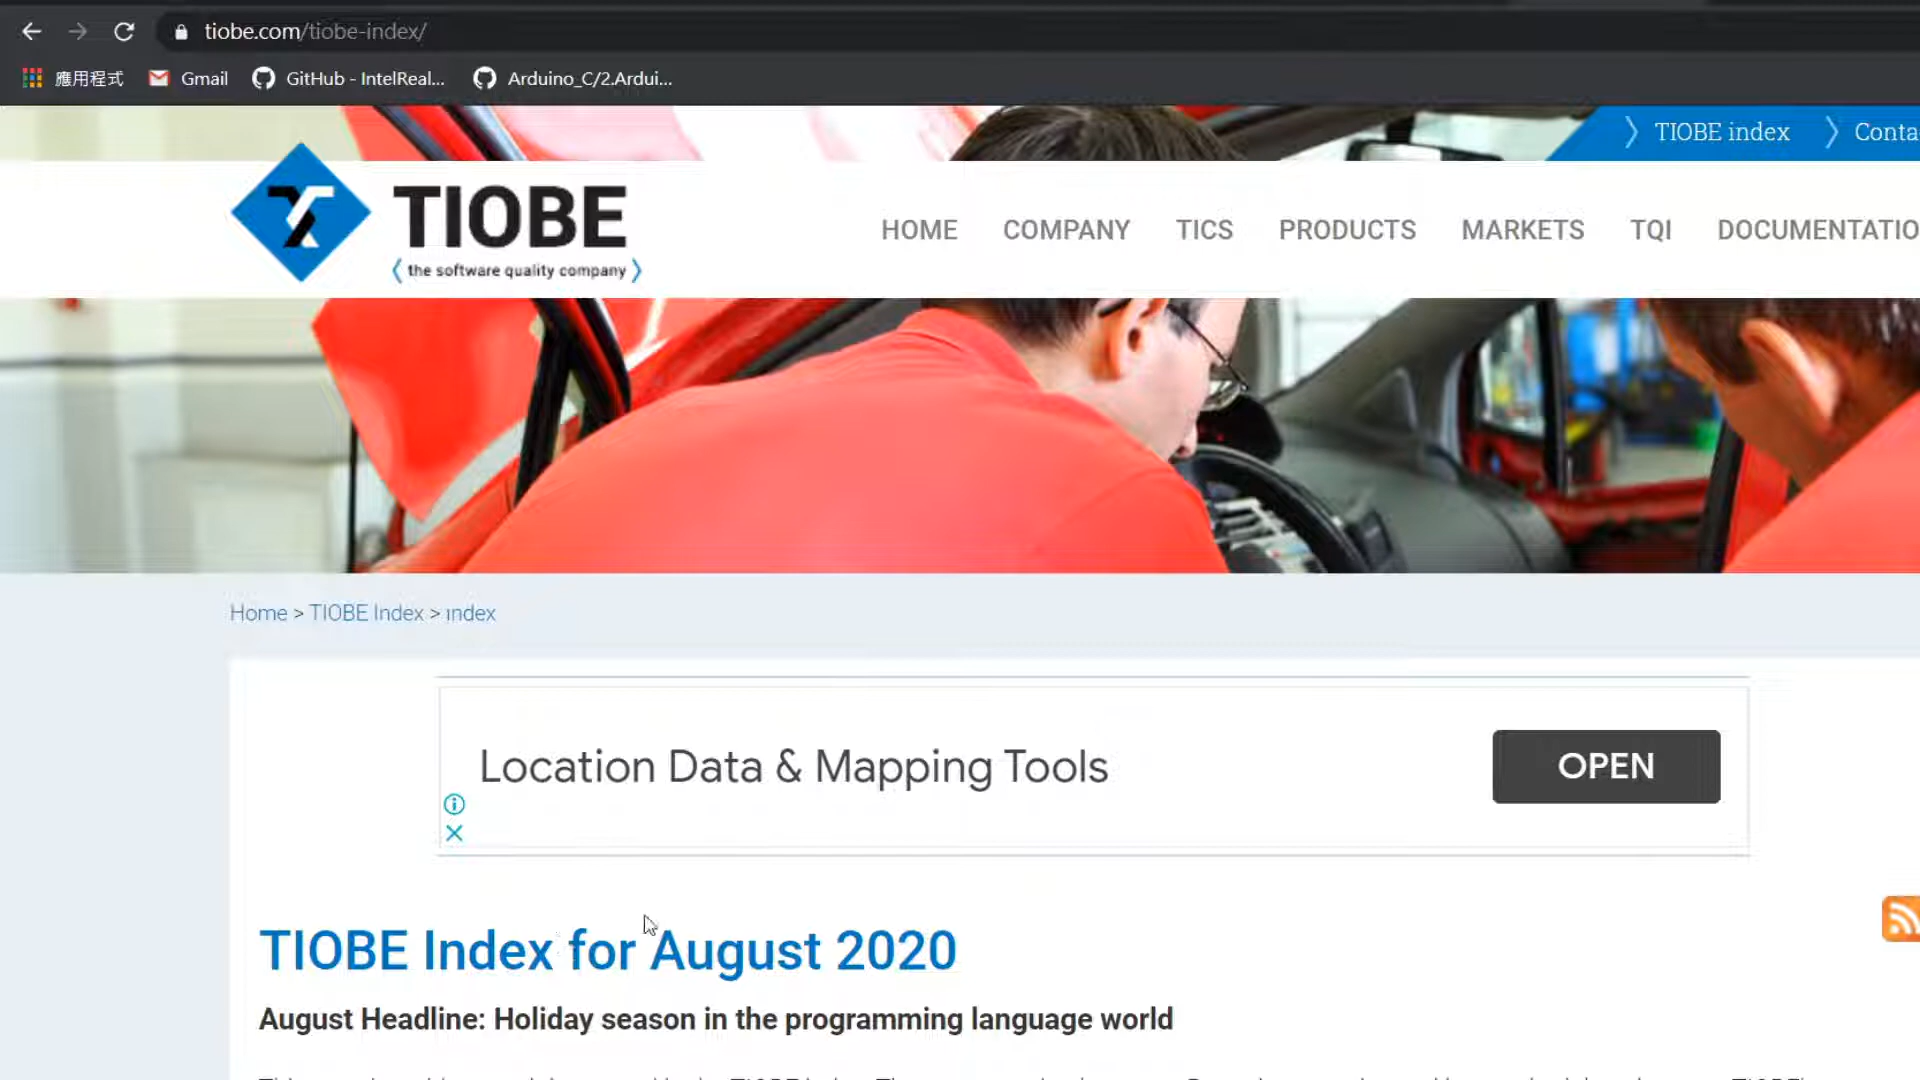 tiobe.com/tiobe-index/
應用程式 Gmail GitHub - IntelReal... Arduino_C/2.Ardui...
TIOBE index Conta
TIOBE
the software quality company
HOME COMPANY TICS PRODUCTS MARKETS TQI DOCUMENTATIO
Home > TIOBE Index > index
Location Data & Mapping Tools
OPEN
TIOBE Index for August 2020
August Headline: Holiday season in the programming language world